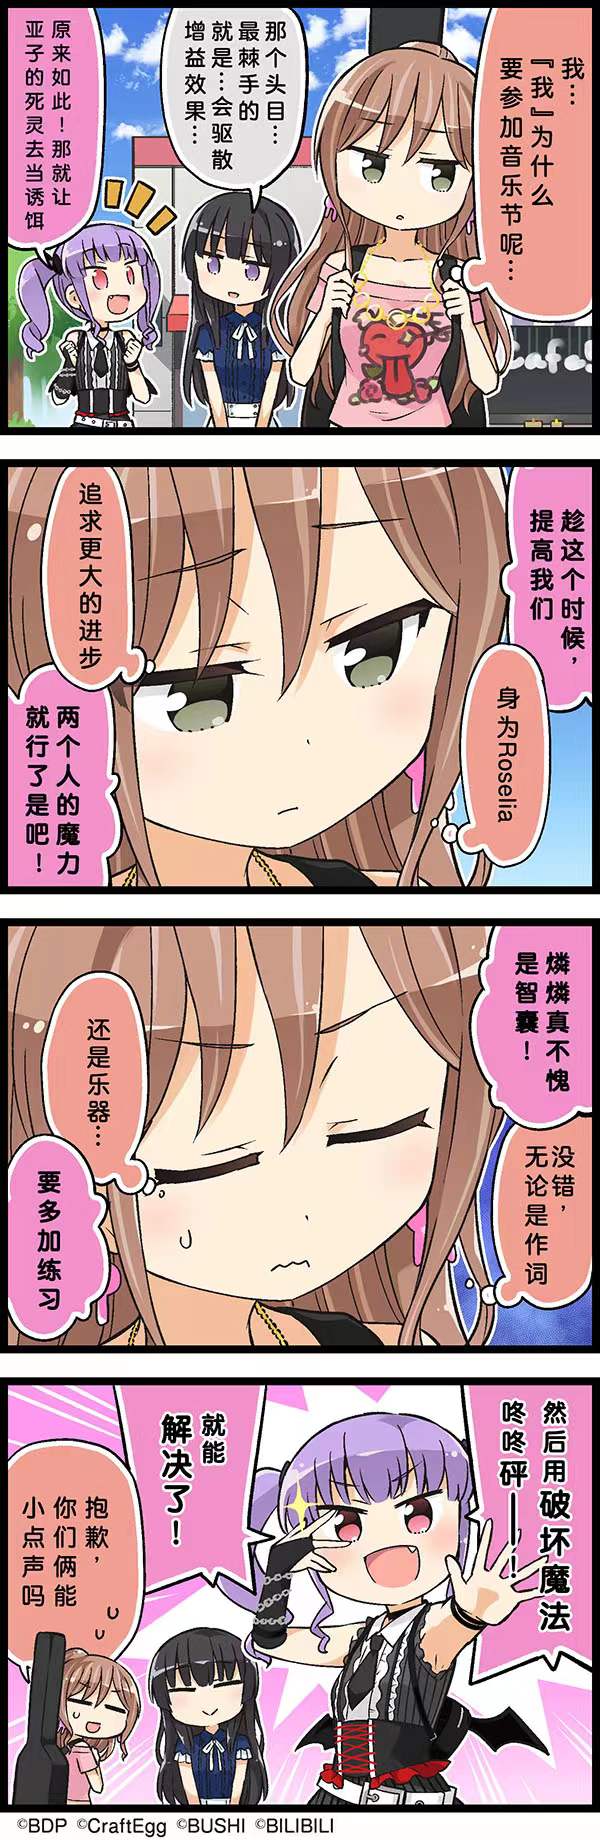 我…
『我』为什么
要参加音乐节呢…
那个头目…
最棘手的
就是…会驱散
增益效果…
原来如此！那就让
亚子的死灵去当诱饵
趁这个时候，
提高我们
身为Roselia
追求更大的进步
两个人的魔力
就行了是吧！
燐燐真不愧
是智囊！
没错，
无论是作词
还是乐器…
要多加练习
然后用破坏魔法
咚咚砰——！
就能
解决了！
抱歉，
你们俩能
小点声吗
©BDP ©CraftEgg ©BUSHI ©BILIBILI